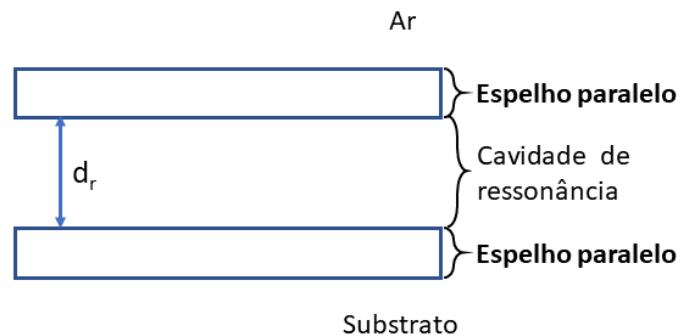 Ar
Espelho paralelo
Cavidade de
ressonância
dr
Espelho paralelo
Substrato